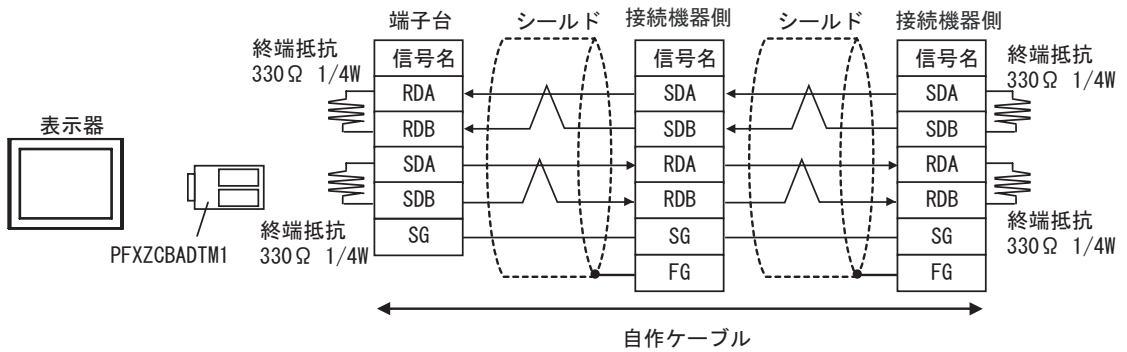 端子台
シールド
接続機器側
シールド
接続機器側
終端抵抗
330Ω 1/4W
信号名
信号名
信号名
終端抵抗
330Ω 1/4W
RDA
SDA
SDA
RDB
SDB
SDB
表示器
SDA
RDA
RDA
SDB
RDB
RDB
PFXZCBADTM1
終端抵抗
330Ω 1/4W
SG
SG
SG
終端抵抗
330Ω 1/4W
FG
FG
自作ケーブル